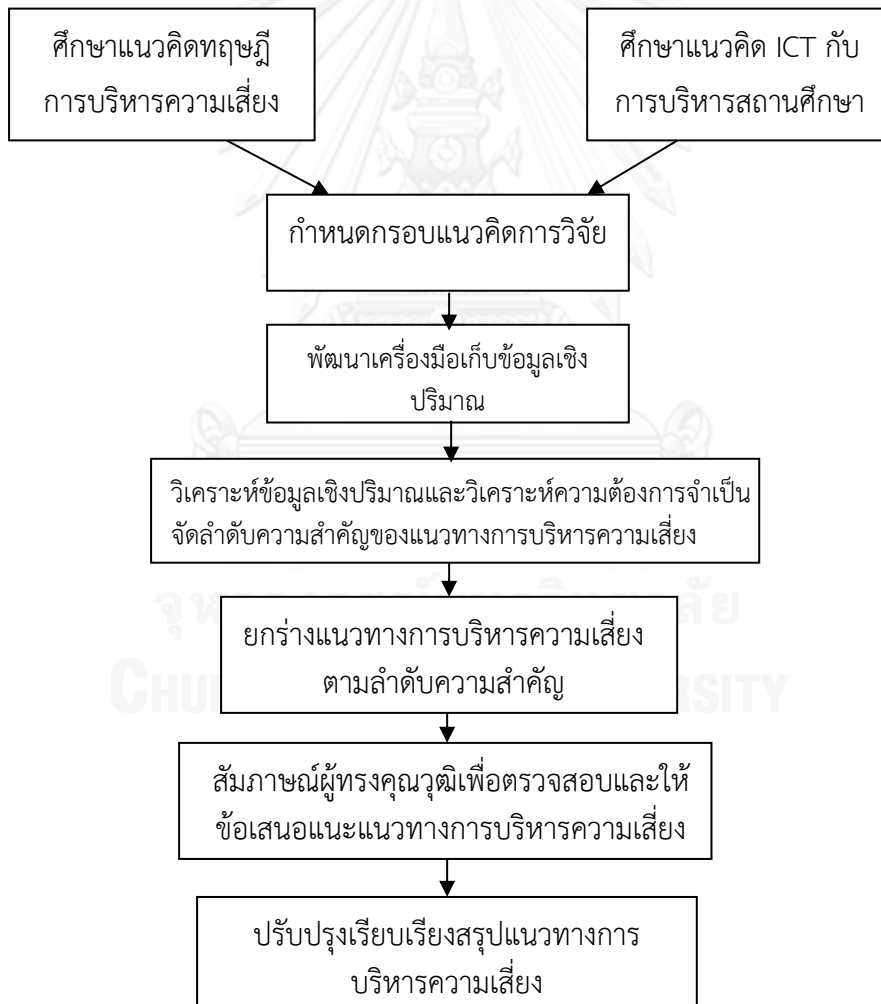 ศึกษาแนวคิดทฤษฎี
การบริหารความเสี่ยง
ศึกษาแนวคิด ICT กับ
การบริหารสถานศึกษา
กำหนดกรอบแนวคิดการวิจัย
พัฒนาเครื่องมือเก็บข้อมูลเชิง
ปริมาณ
วิเคราะห์ข้อมูลเชิงปริมาณและวิเคราะห์ความต้องการจำเป็น
จัดลำดับความสำคัญของแนวทางการบริหารความเสี่ยง
ยกร่างแนวทางการบริหารความเสี่ยง
ตามลำดับความสำคัญ
สัมภาษณ์ผู้ทรงคุณวุฒิเพื่อตรวจสอบและให้
ข้อเสนอแนะแนวทางการบริหารความเสี่ยง
ปรับปรุงเรียบเรียงสรุปแนวทางการ
บริหารความเสี่ยง